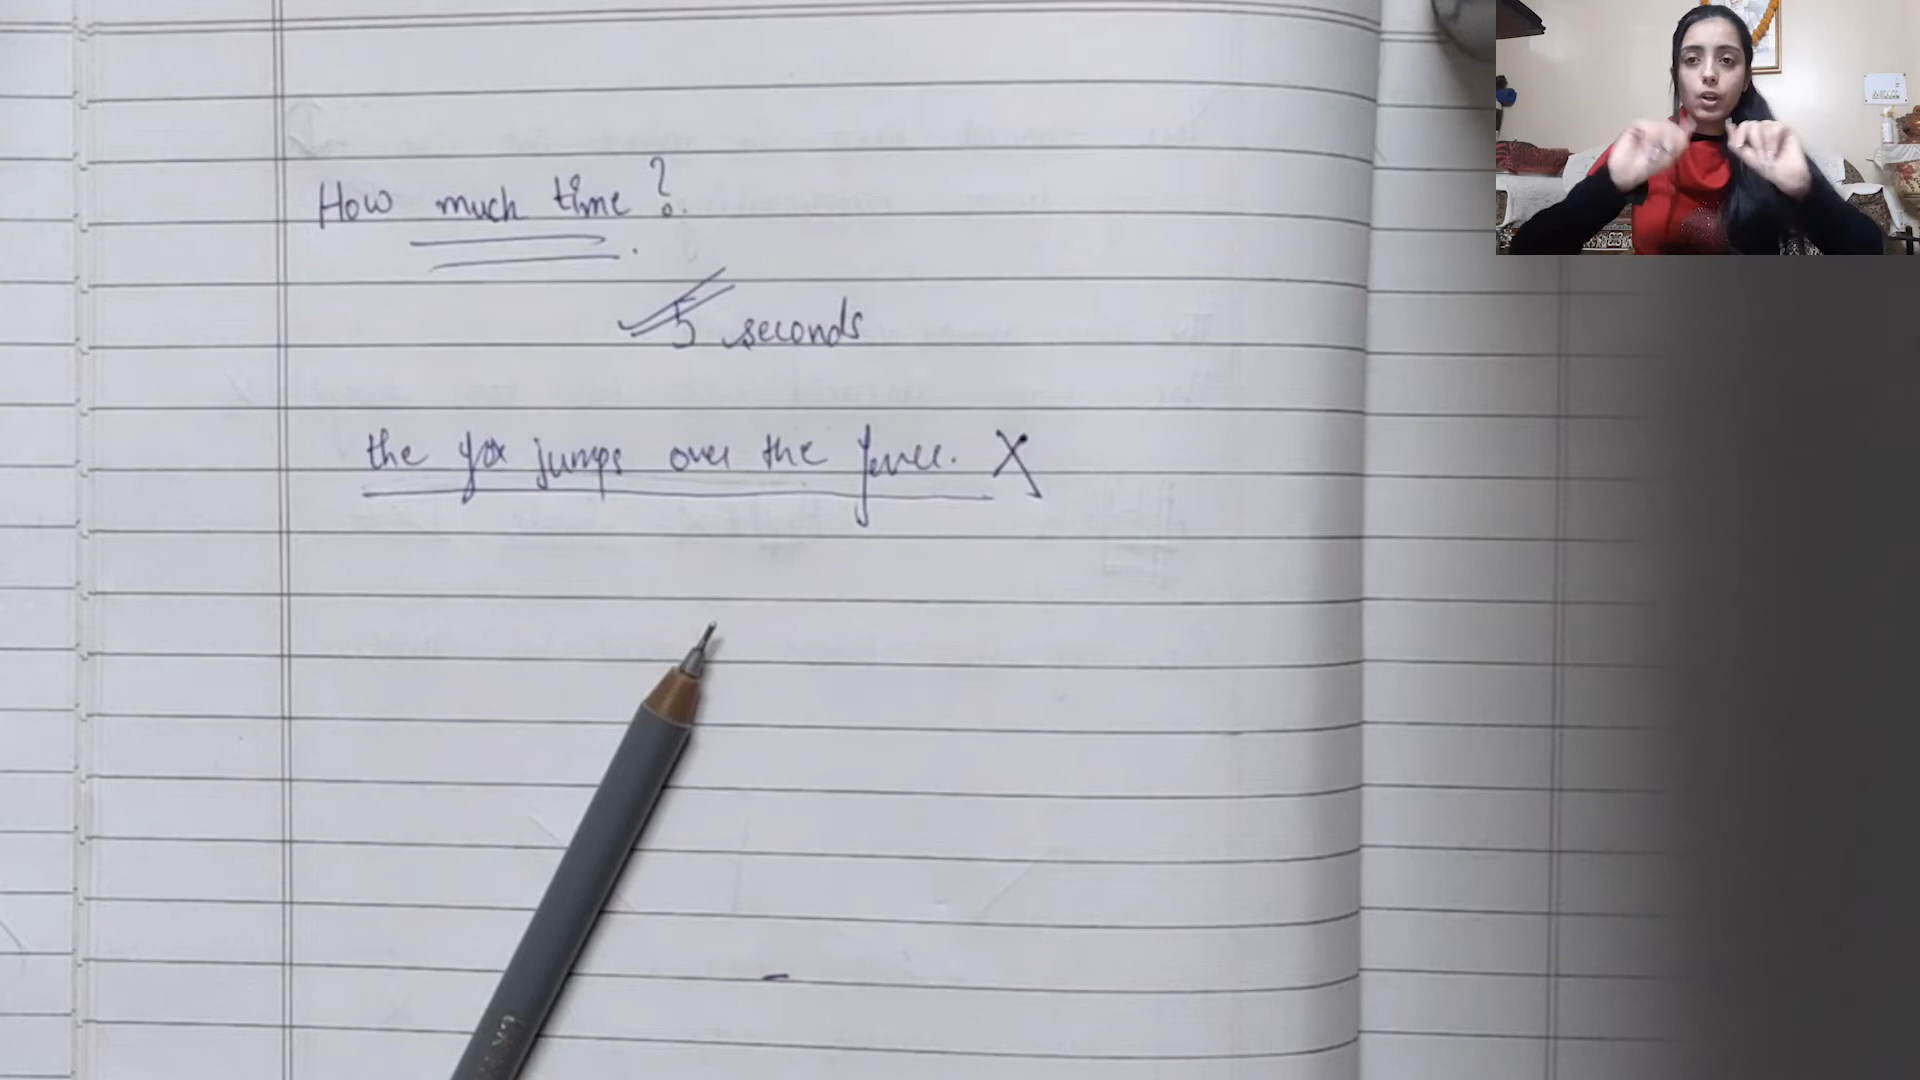 How much time?
5 seconds
the fox jumps over the fence. X